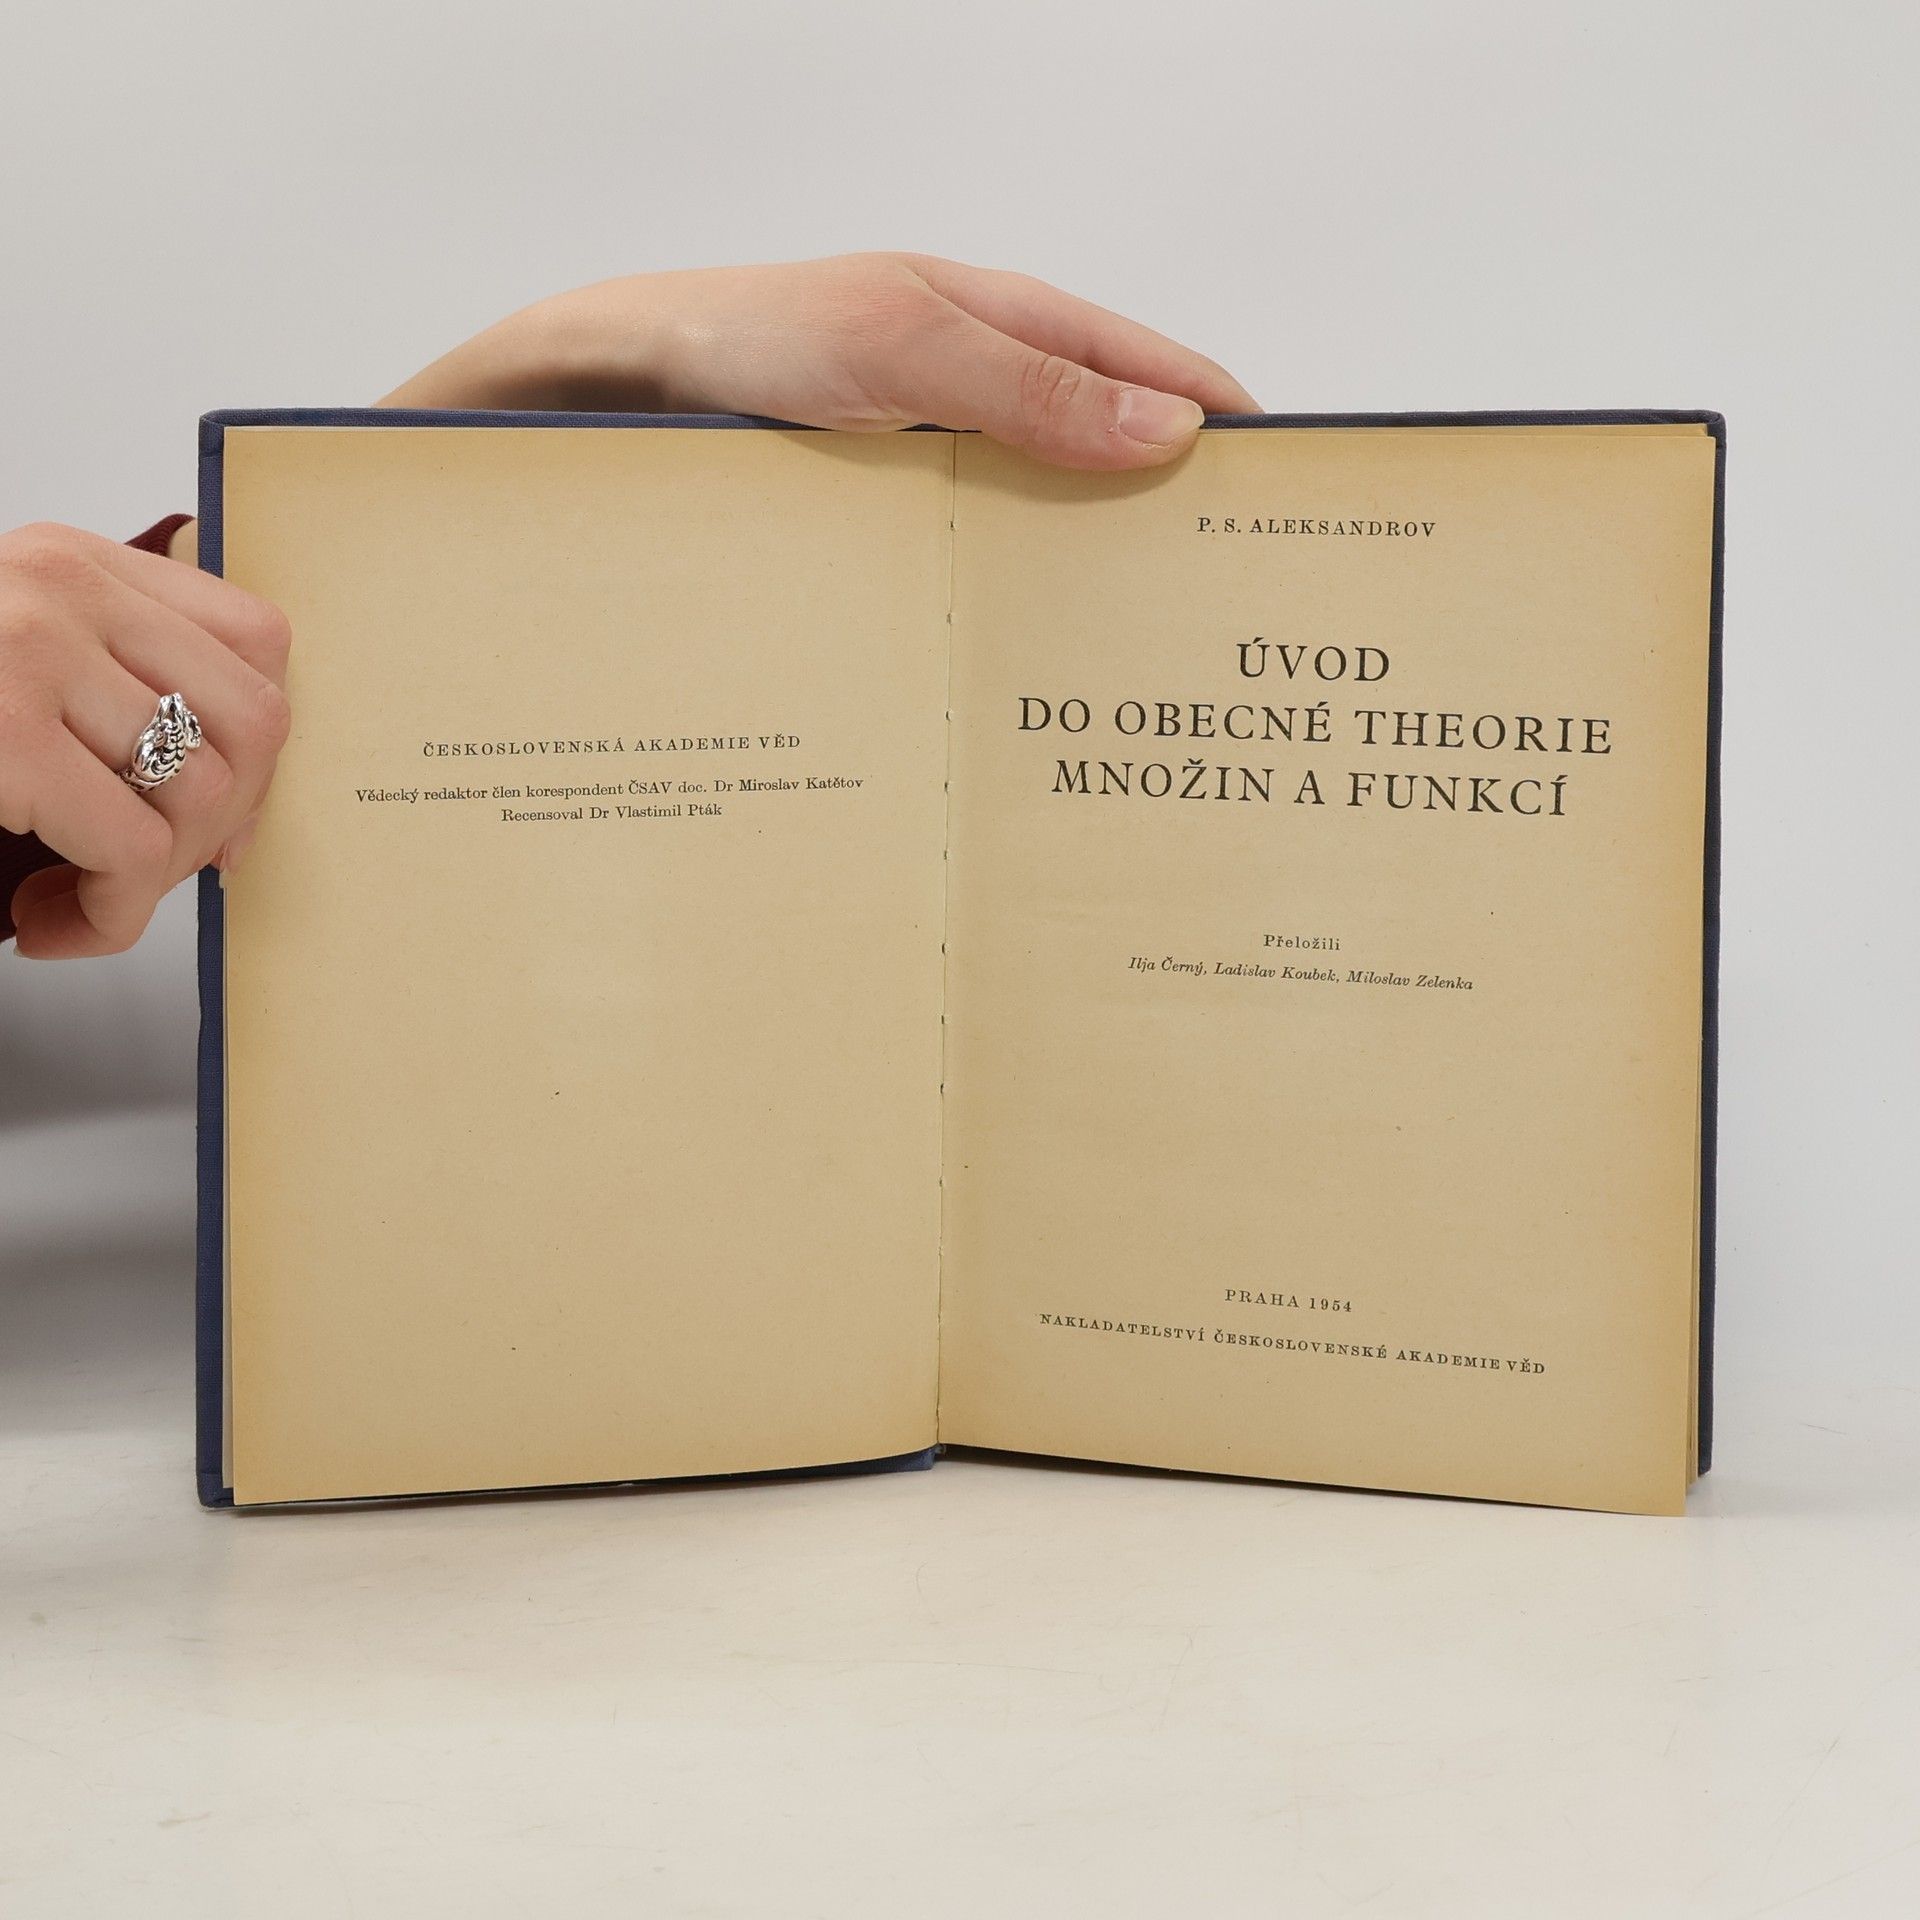 ČESKOSLOVENSKÁ AKADEMIE VĚD
Vědecký redaktor člen korespondent ČSAV doc. Dr Miroslav Katětov
Recensoval Dr Vlastimil Pták
P. S. ALEKSANDROV
ÚVOD
DO OBECNÉ THEORIE
MNOŽIN A FUNKCÍ
Přeložili
Ilja Černý, Ladislav Koubek, Miloslav Zelenka
PRAHA 1954
NAKLADATELSTVÍ ČESKOSLOVENSKÉ AKADEMIE VĚD